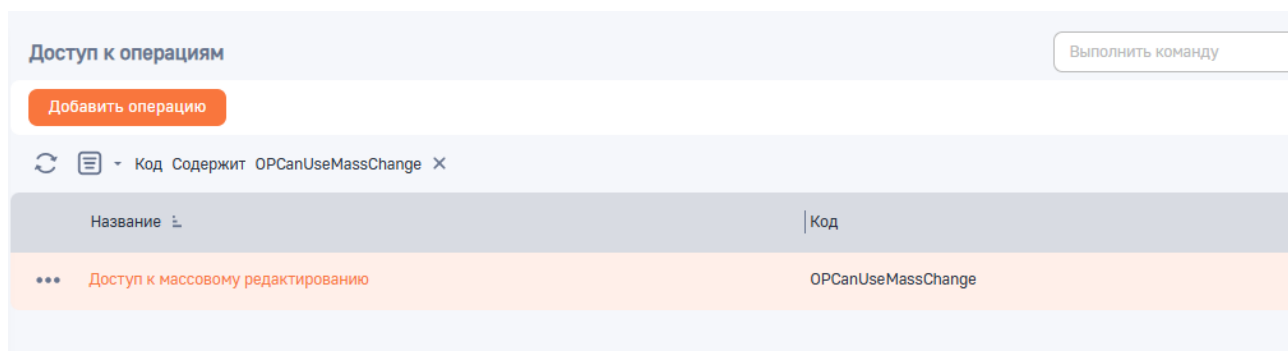 Доступ к операциям
Выполнить команду
Добавить операцию
Код Содержит OPCanUseMassChange
Название
Код
Доступ к массовому редактированию
OPCanUseMassChange